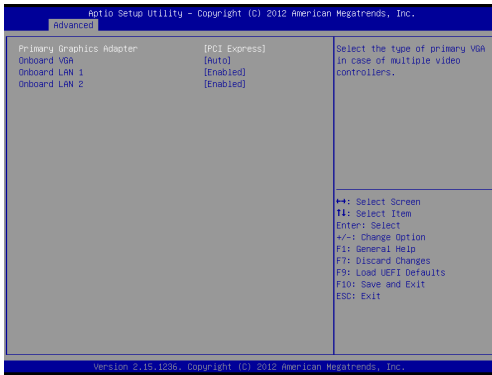 Aptio Setup Utility – Copyright (C) 2012 American Megatrends, Inc.
Advanced
Primary Graphics Adapter [PCI Express]
Onboard VGA [Auto]
Onboard LAN 1 [Enabled]
Onboard LAN 2 [Enabled]
Select the type of primary VGA
in case of multiple video
controllers.
↔: Select Screen
↑↓: Select Item
Enter: Select
+/-: Change Option
F1: General Help
F7: Discard Changes
F9: Load UEFI Defaults
F10: Save and Exit
ESC: Exit
Version 2.15.1236. Copyright (C) 2012 American Megatrends, Inc.